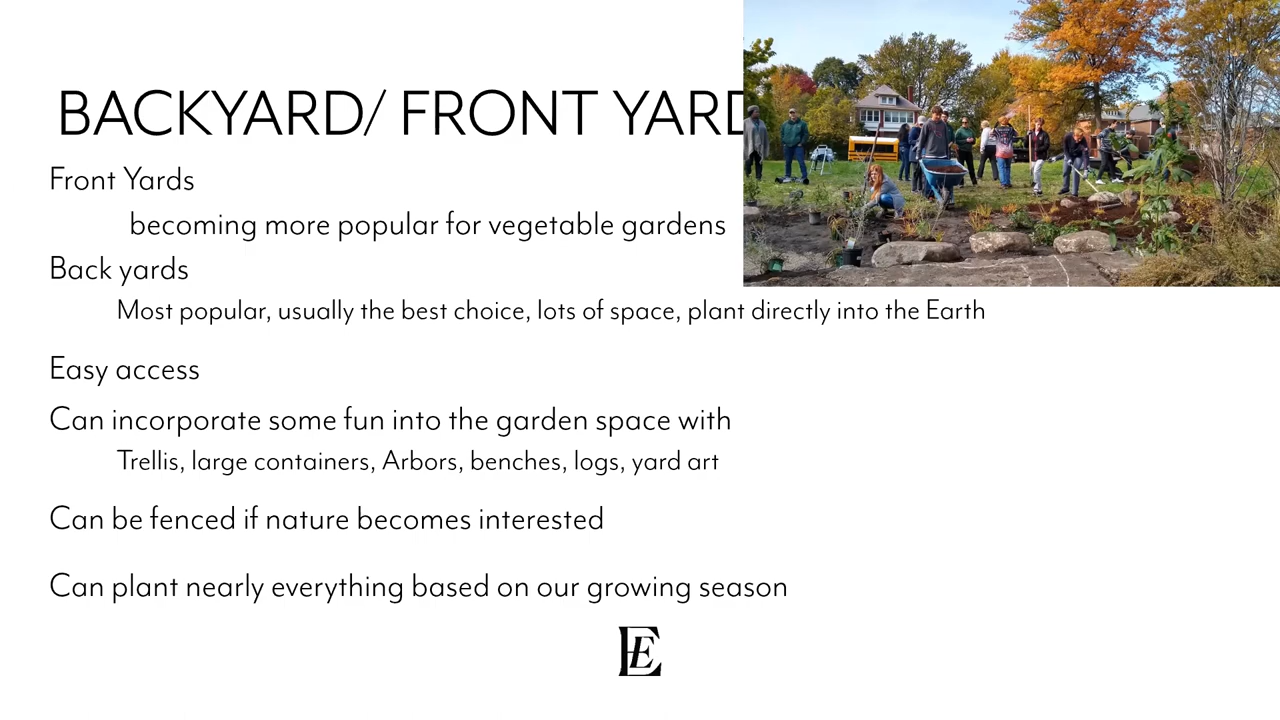 BACKYARD/ FRONT YARD
Front Yards
becoming more popular for vegetable gardens
Back yards
Most popular, usually the best choice, lots of space, plant directly into the Earth
Easy access
Can incorporate some fun into the garden space with
Trellis, large containers, Arbors, benches, logs, yard art
Can be fenced if nature becomes interested
Can plant nearly everything based on our growing season
EE